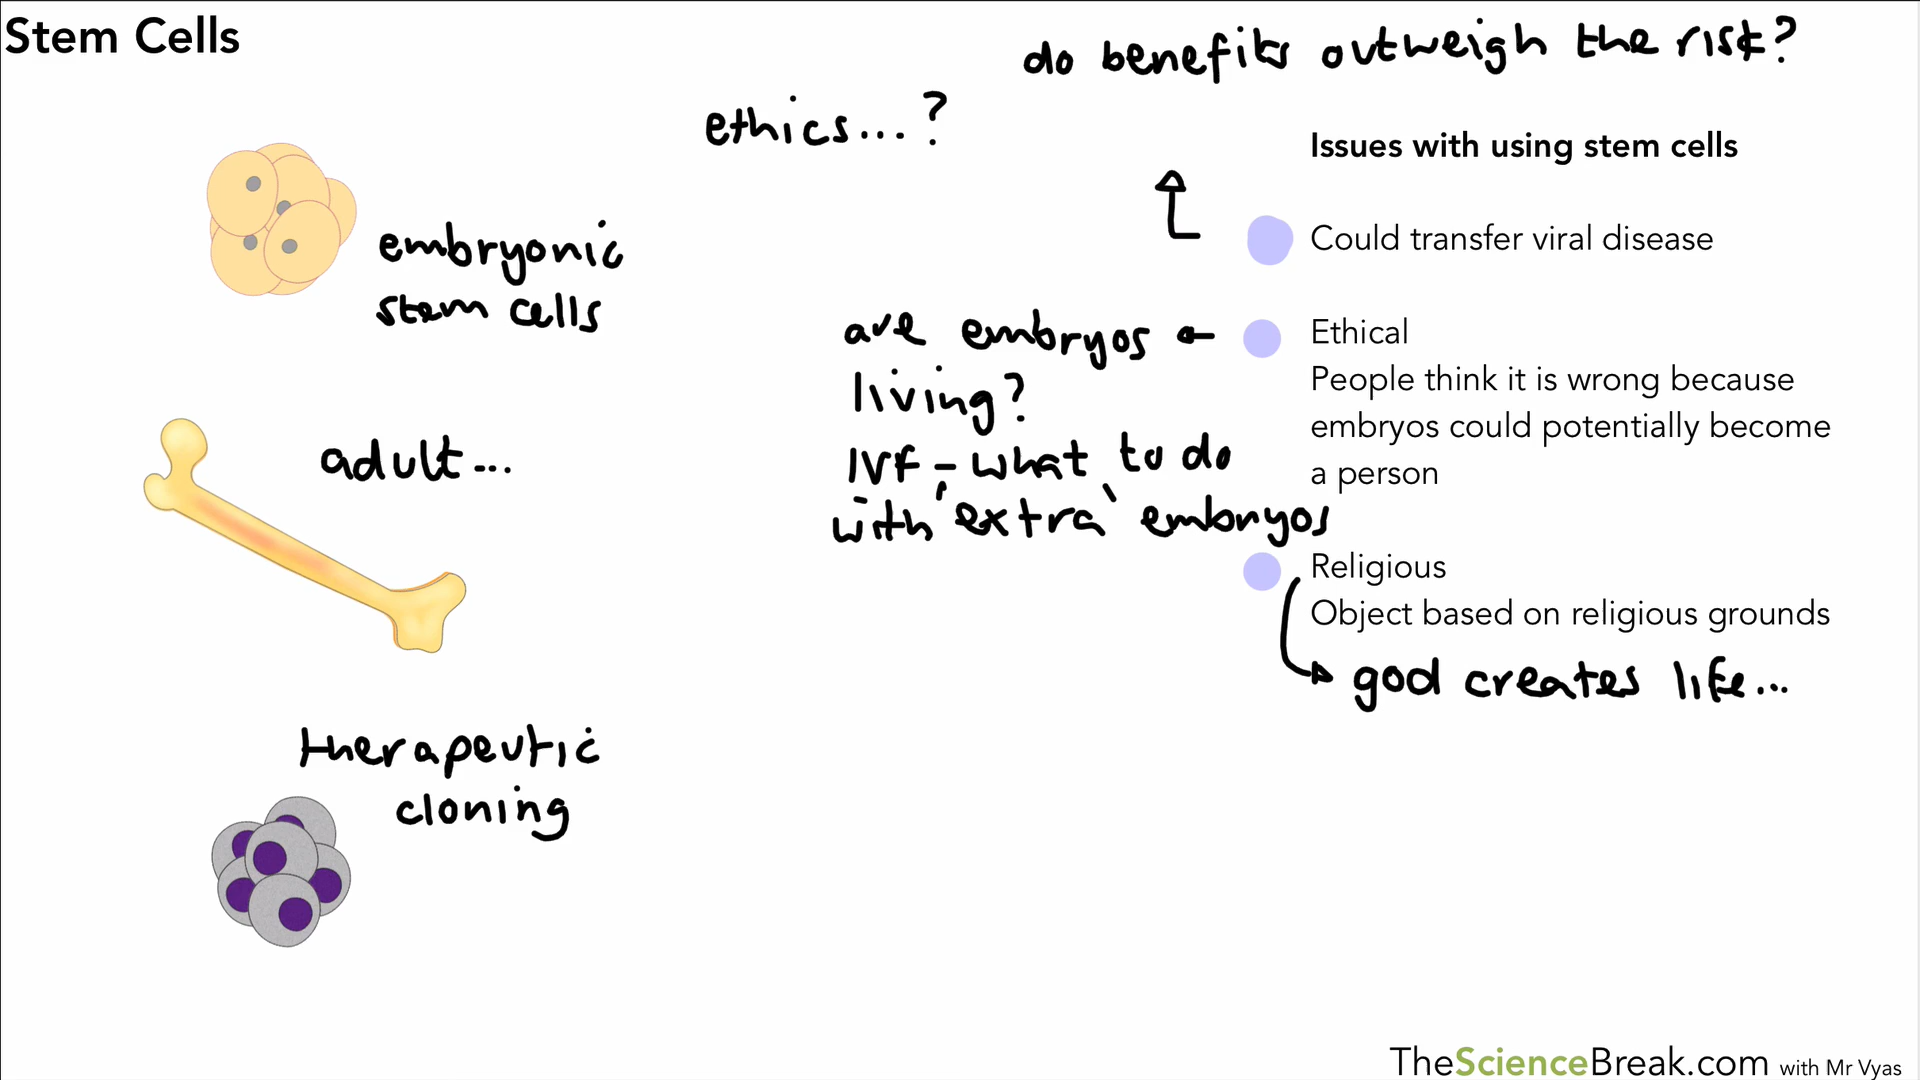 Stem Cells
do benefits outweigh the risk?
ethics...?
Issues with using stem cells
Could transfer viral disease
embryonic
stem cells
are embryos
living?
IVF - what to do
with 'extra' embryos
Ethical
People think it is wrong because
embryos could potentially become
a person
adult...
Religious
Object based on religious grounds
god creates life...
therapeutic
cloning
TheScienceBreak.com with Mr Vyas